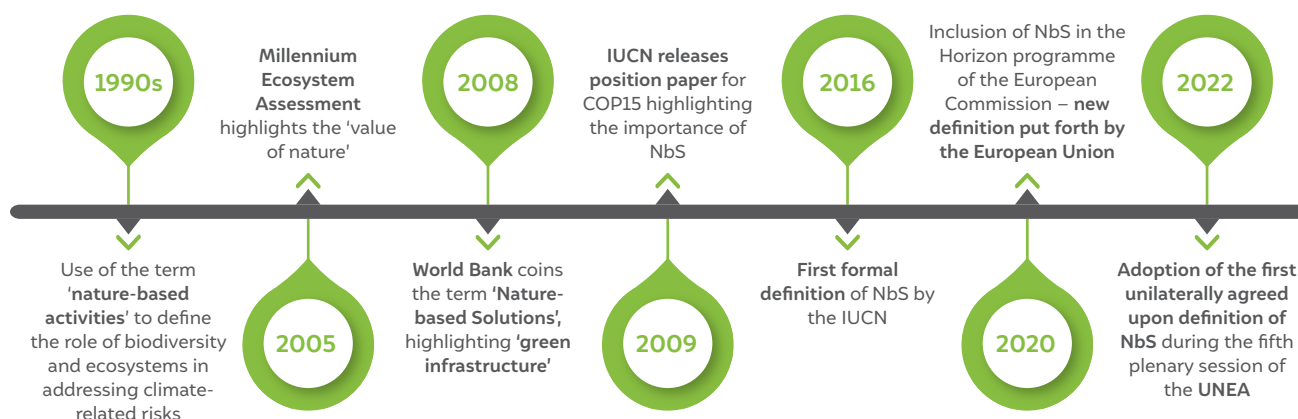 1990s
Use of the term
‘nature-based
activities’ to define
the role of biodiversity
and ecosystems in
addressing climate-
related risks
Millennium
Ecosystem
Assessment
highlights the ‘value
of nature’
2005
2008
World Bank coins
the term ‘Nature-
based Solutions’,
highlighting ‘green
infrastructure’
IUCN releases
position paper for
COP15 highlighting
the importance of
NbS
2009
2016
First formal
definition of NbS by
the IUCN
Inclusion of NbS in the
Horizon programme
of the European
Commission – new
definition put forth by
the European Union
2020
2022
Adoption of the first
unilaterally agreed
upon definition of
NbS during the fifth
plenary session of
the UNEA